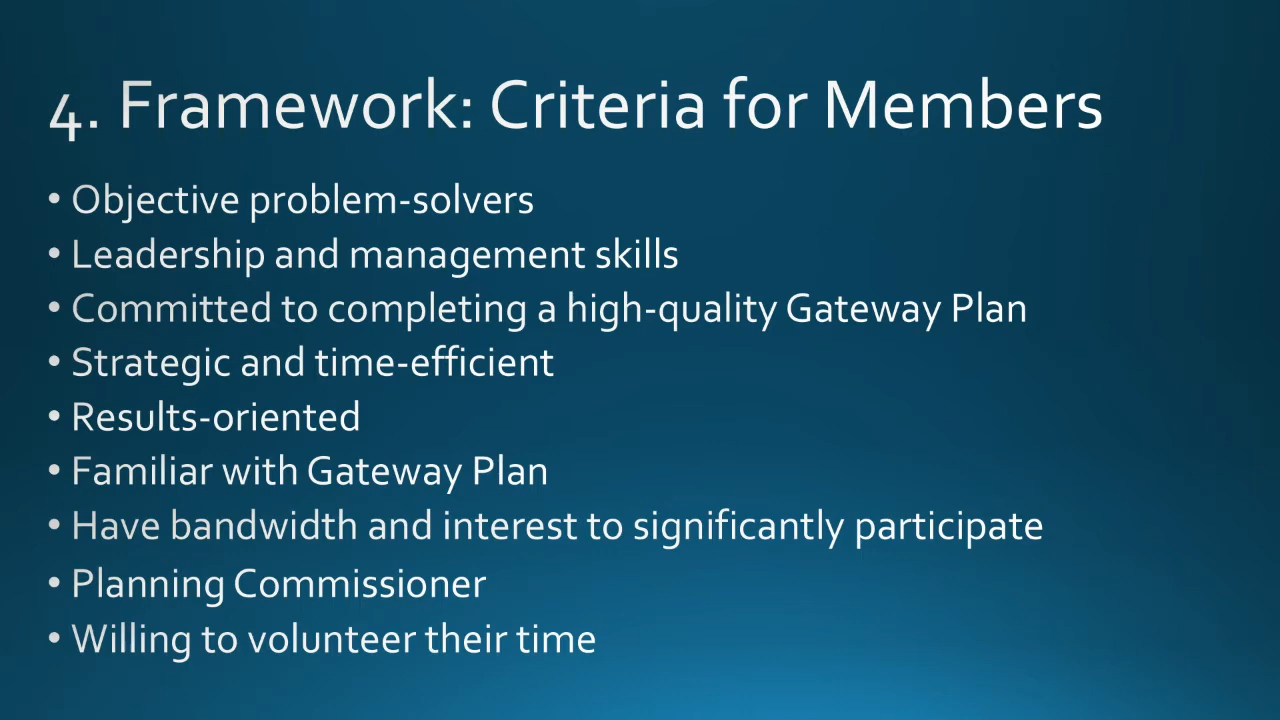 4. Framework: Criteria for Members
• Objective problem-solvers
• Leadership and management skills
• Committed to completing a high-quality Gateway Plan
• Strategic and time-efficient
• Results-oriented
• Familiar with Gateway Plan
• Have bandwidth and interest to significantly participate
• Planning Commissioner
• Willing to volunteer their time